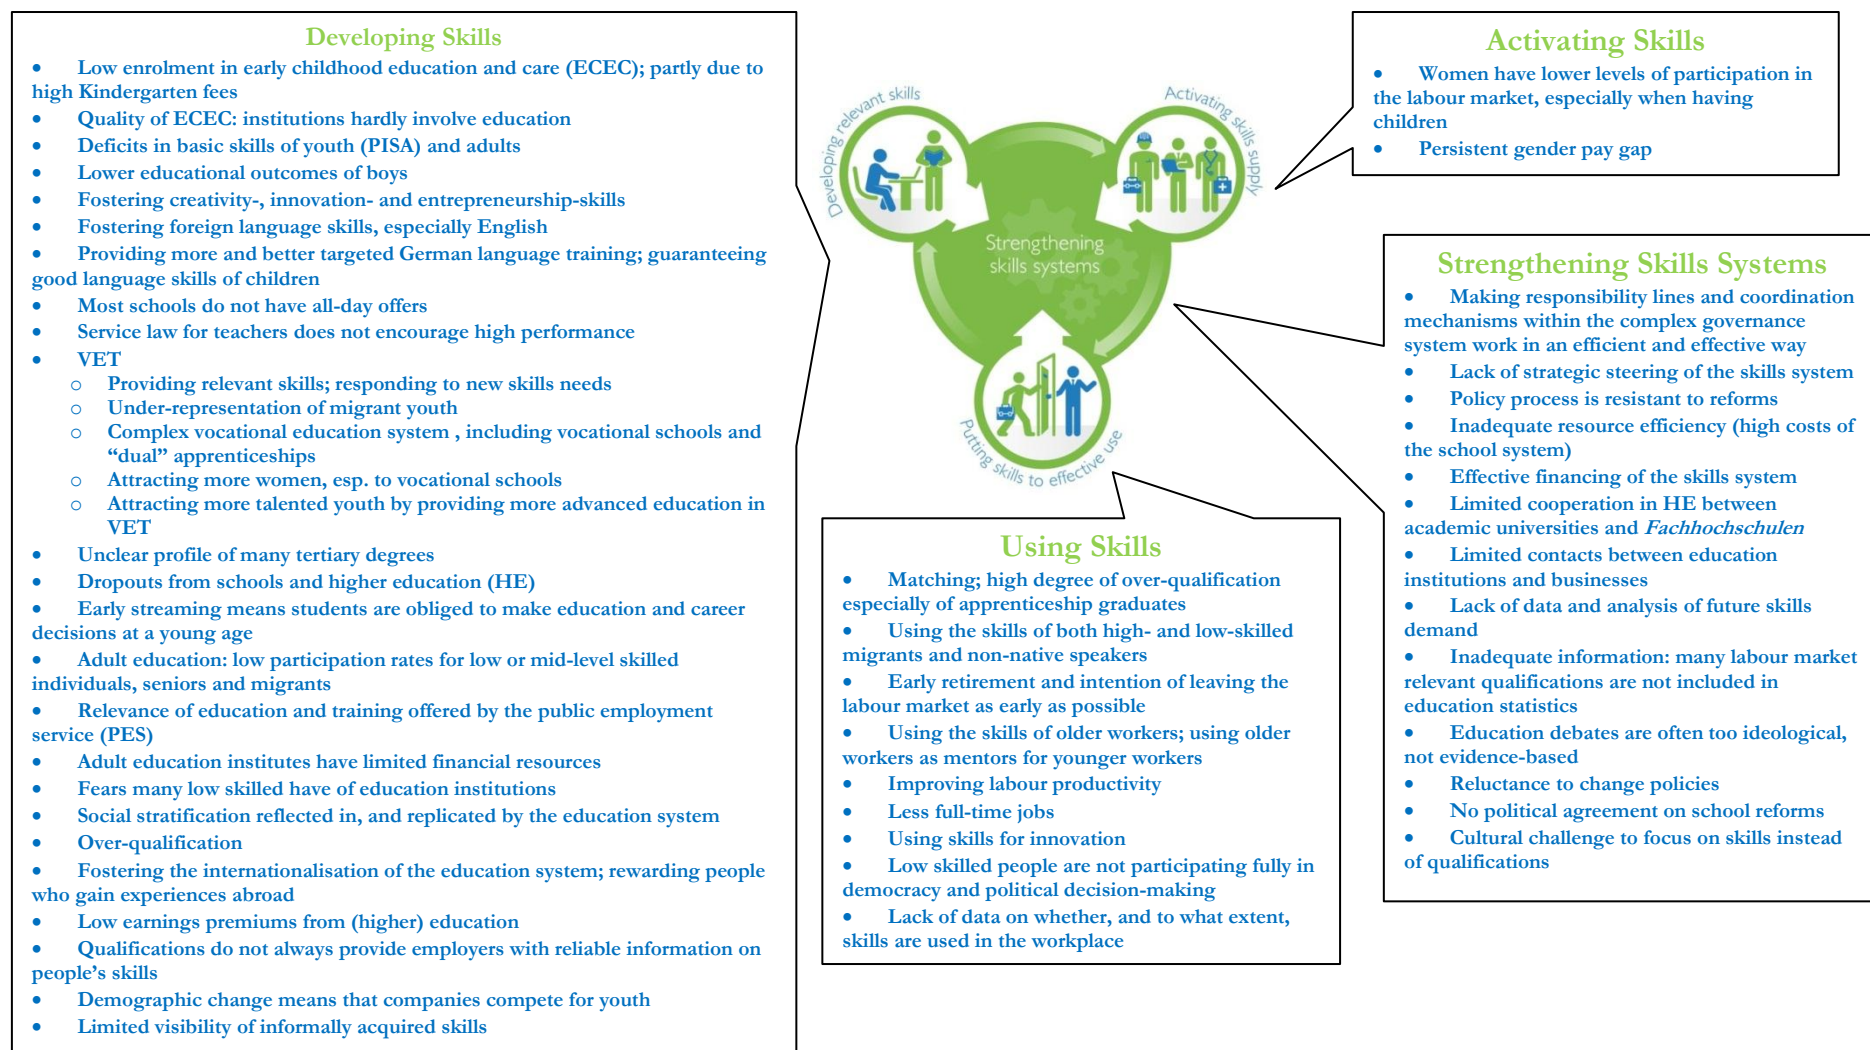 Developing Skills
• Low enrolment in early childhood education and care (ECEC); partly due to
high Kindergarten fees
• Quality of ECEC: institutions hardly involve education
• Deficits in basic skills of youth (PISA) and adults
• Lower educational outcomes of boys
• Fostering creativity-, innovation- and entrepreneurship-skills
• Fostering foreign language skills, especially English
• Providing more and better targeted German language training; guaranteeing
good language skills of children
• Most schools do not have all-day offers
• Service law for teachers does not encourage high performance
• VET
o Providing relevant skills; responding to new skills needs
o Under-representation of migrant youth
o Complex vocational education system , including vocational schools and
“dual” apprenticeships
o Attracting more women, esp. to vocational schools
o Attracting more talented youth by providing more advanced education in
VET
• Unclear profile of many tertiary degrees
• Dropouts from schools and higher education (HE)
• Early streaming means students are obliged to make education and career
decisions at a young age
• Adult education: low participation rates for low or mid-level skilled
individuals, seniors and migrants
• Relevance of education and training offered by the public employment
service (PES)
• Adult education institutes have limited financial resources
• Fears many low skilled have of education institutions
• Social stratification reflected in, and replicated by the education system
• Over-qualification
• Fostering the internationalisation of the education system; rewarding people
who gain experiences abroad
• Low earnings premiums from (higher) education
• Qualifications do not always provide employers with reliable information on
people’s skills
• Demographic change means that companies compete for youth
• Limited visibility of informally acquired skills
Developing relevant skills
Activating skills supply
Strengthening
skills systems
Putting skills to effective use
Using Skills
• Matching; high degree of over-qualification
especially of apprenticeship graduates
• Using the skills of both high- and low-skilled
migrants and non-native speakers
• Early retirement and intention of leaving the
labour market as early as possible
• Using the skills of older workers; using older
workers as mentors for younger workers
• Improving labour productivity
• Less full-time jobs
• Using skills for innovation
• Low skilled people are not participating fully in
democracy and political decision-making
• Lack of data on whether, and to what extent,
skills are used in the workplace
Activating Skills
• Women have lower levels of participation in
the labour market, especially when having
children
• Persistent gender pay gap
Strengthening Skills Systems
• Making responsibility lines and coordination
mechanisms within the complex governance
system work in an efficient and effective way
• Lack of strategic steering of the skills system
• Policy process is resistant to reforms
• Inadequate resource efficiency (high costs of
the school system)
• Effective financing of the skills system
• Limited cooperation in HE between
academic universities and Fachhochschulen
• Limited contacts between education
institutions and businesses
• Lack of data and analysis of future skills
demand
• Inadequate information: many labour market
relevant qualifications are not included in
education statistics
• Education debates are often too ideological,
not evidence-based
• Reluctance to change policies
• No political agreement on school reforms
• Cultural challenge to focus on skills instead
of qualifications